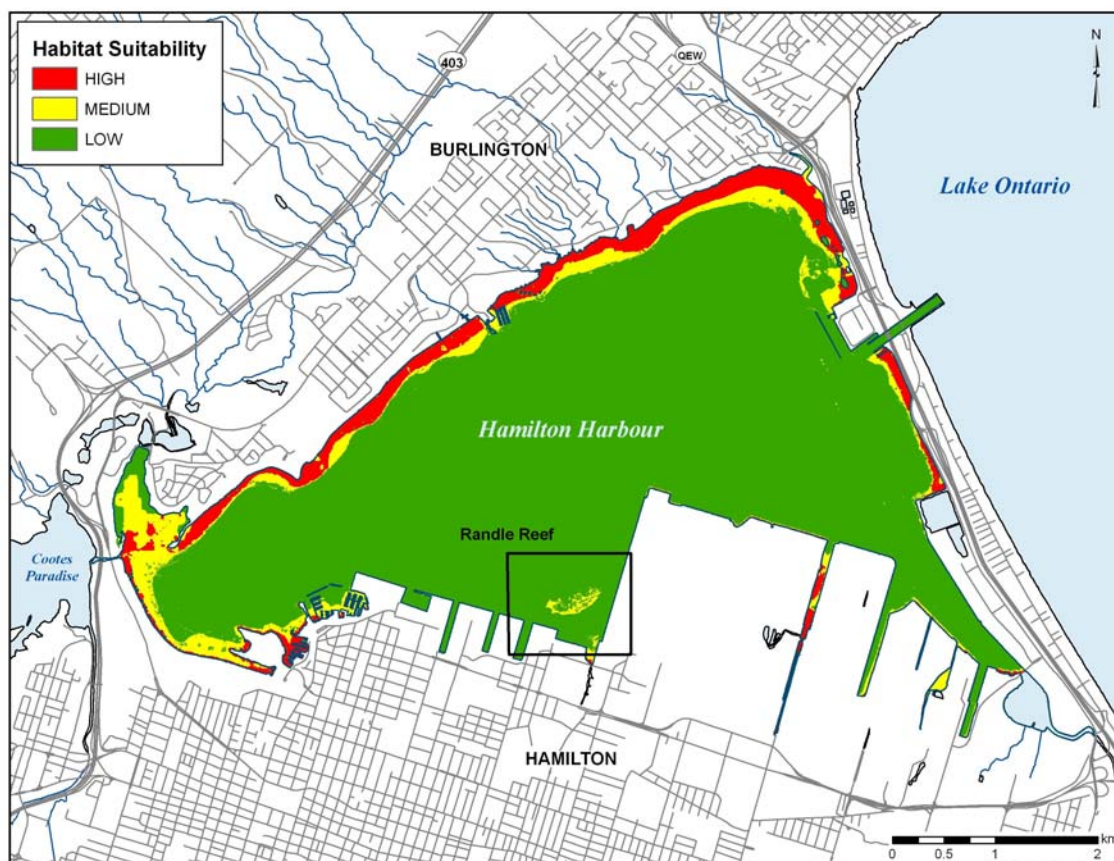 Habitat Suitability
HIGH
MEDIUM
LOW
403
QEW
N
BURLINGTON
Lake Ontario
Hamilton Harbour
Randle Reef
Cootes
Paradise
HAMILTON
km
0 0.5 1 2